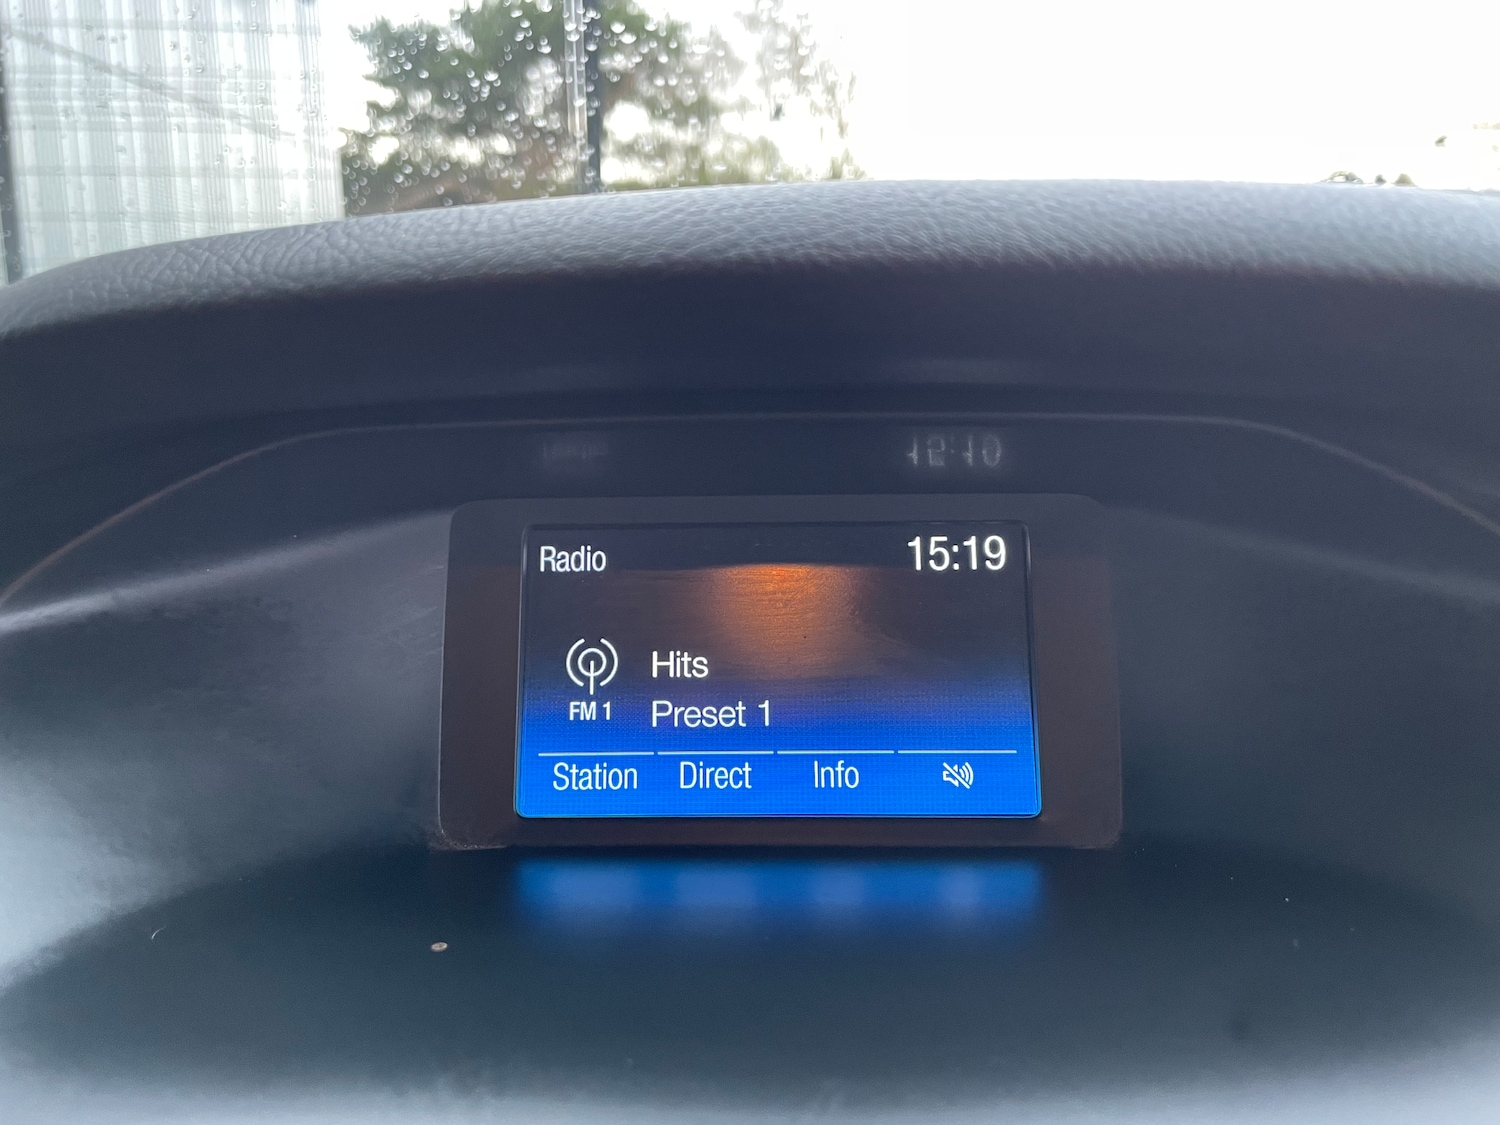 Radio 15:19
Hits
FM 1 Preset 1
Station Direct Info